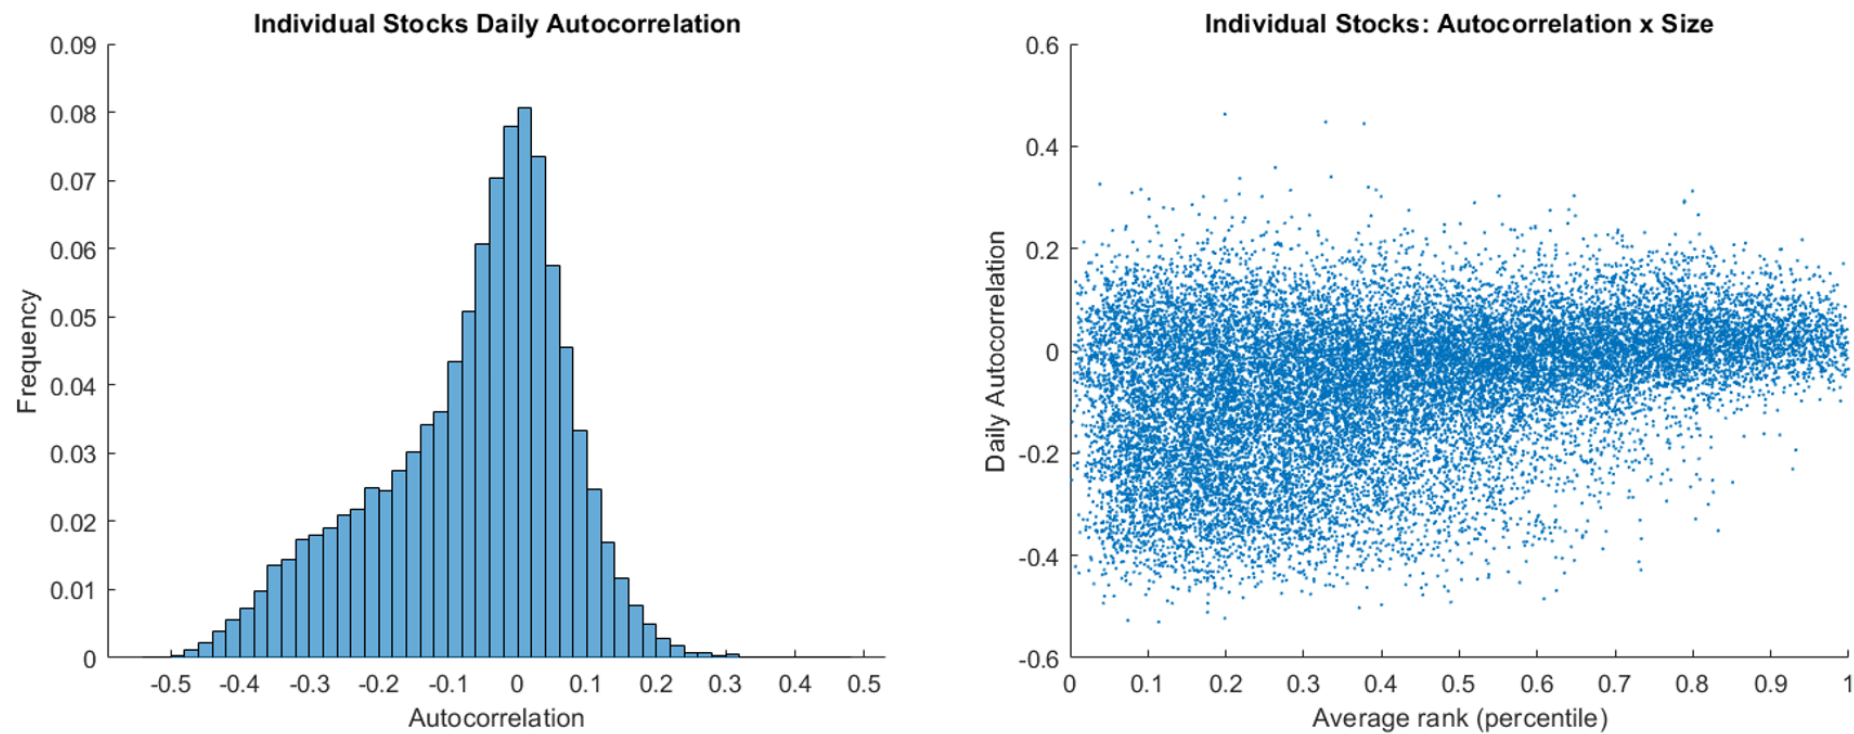 Individual Stocks Daily Autocorrelation
0.09
0.08
0.07
0.06
0.05
0.04
0.03
0.02
0.01
0
Frequency
-0.5 -0.4 -0.3 -0.2 -0.1 0 0.1 0.2 0.3 0.4 0.5
Autocorrelation
Individual Stocks: Autocorrelation x Size
0.6
0.4
0.2
0
-0.2
-0.4
-0.6
Daily Autocorrelation
0 0.1 0.2 0.3 0.4 0.5 0.6 0.7 0.8 0.9 1
Average rank (percentile)